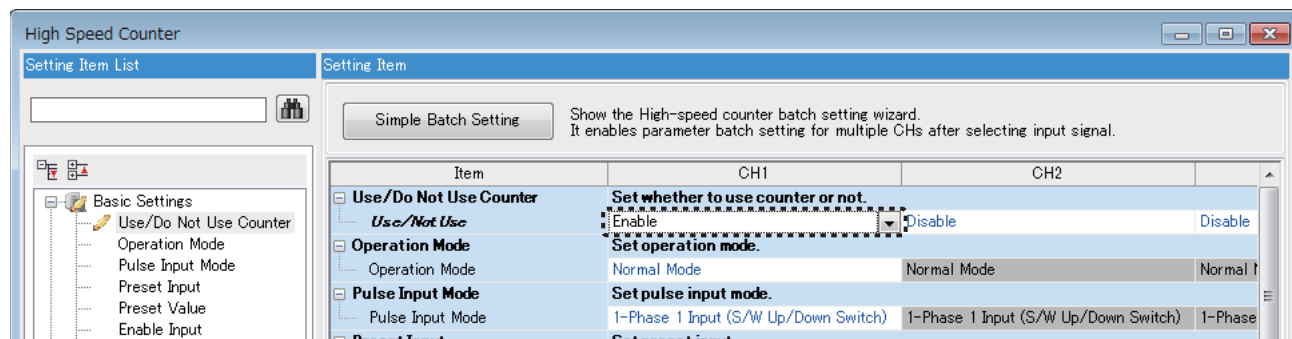 High Speed Counter
Setting Item List
Setting Item
Simple Batch Setting
Show the High-speed counter batch setting wizard.
It enables parameter batch setting for multiple CHs after selecting input signal.
Basic Settings
Use/Do Not Use Counter
Operation Mode
Pulse Input Mode
Preset Input
Preset Value
Enable Input
Item CH1 CH2
Use/Do Not Use Counter Set whether to use counter or not.
Use/Not Use Enable Disable Disable
Operation Mode Set operation mode.
Operation Mode Normal Mode Normal Mode Normal
Pulse Input Mode Set pulse input mode.
Pulse Input Mode 1-Phase 1 Input (S/W Up/Down Switch) 1-Phase 1 Input (S/W Up/Down Switch) 1-Phase